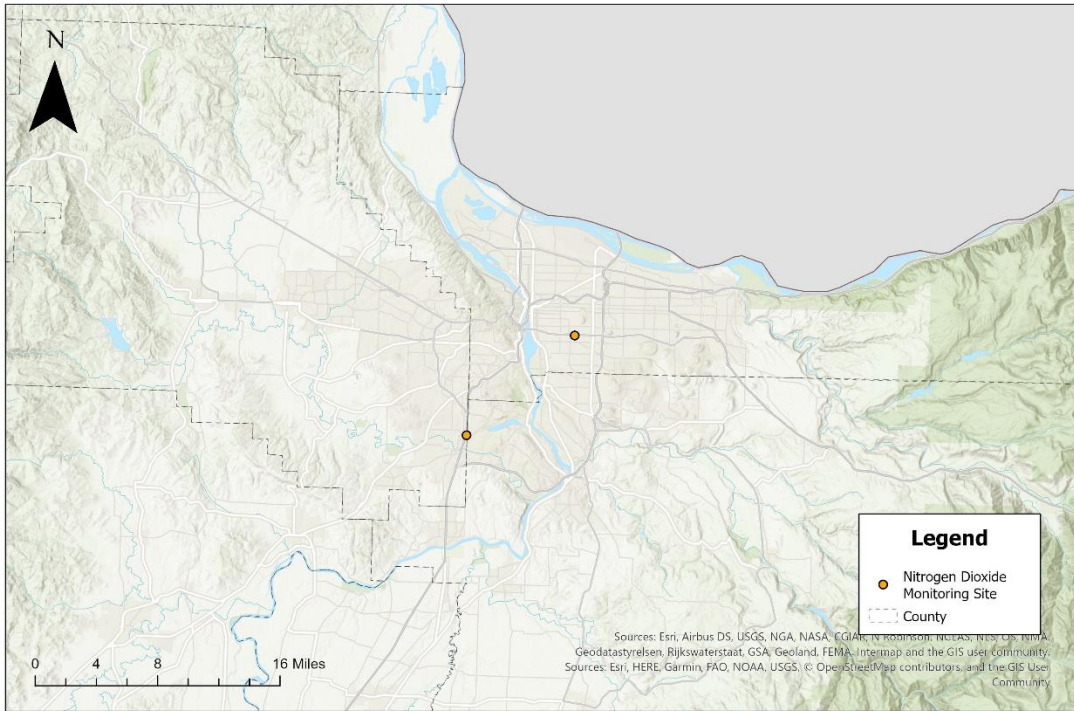 N
Legend
Nitrogen Dioxide
Monitoring Site
County
0 4 8 16 Miles
Sources: Esri, Airbus DS, USGS, NGA, NASA, CGIAR, N Robinson, NCEAS, NLS, OS, NMA,
Geodatastyrelsen, Rijkswaterstaat, GSA, Geoland, FEMA, Intermap and the GIS user community,
Sources: Esri, HERE, Garmin, FAO, NOAA, USGS, © OpenStreetMap contributors, and the GIS User
Community